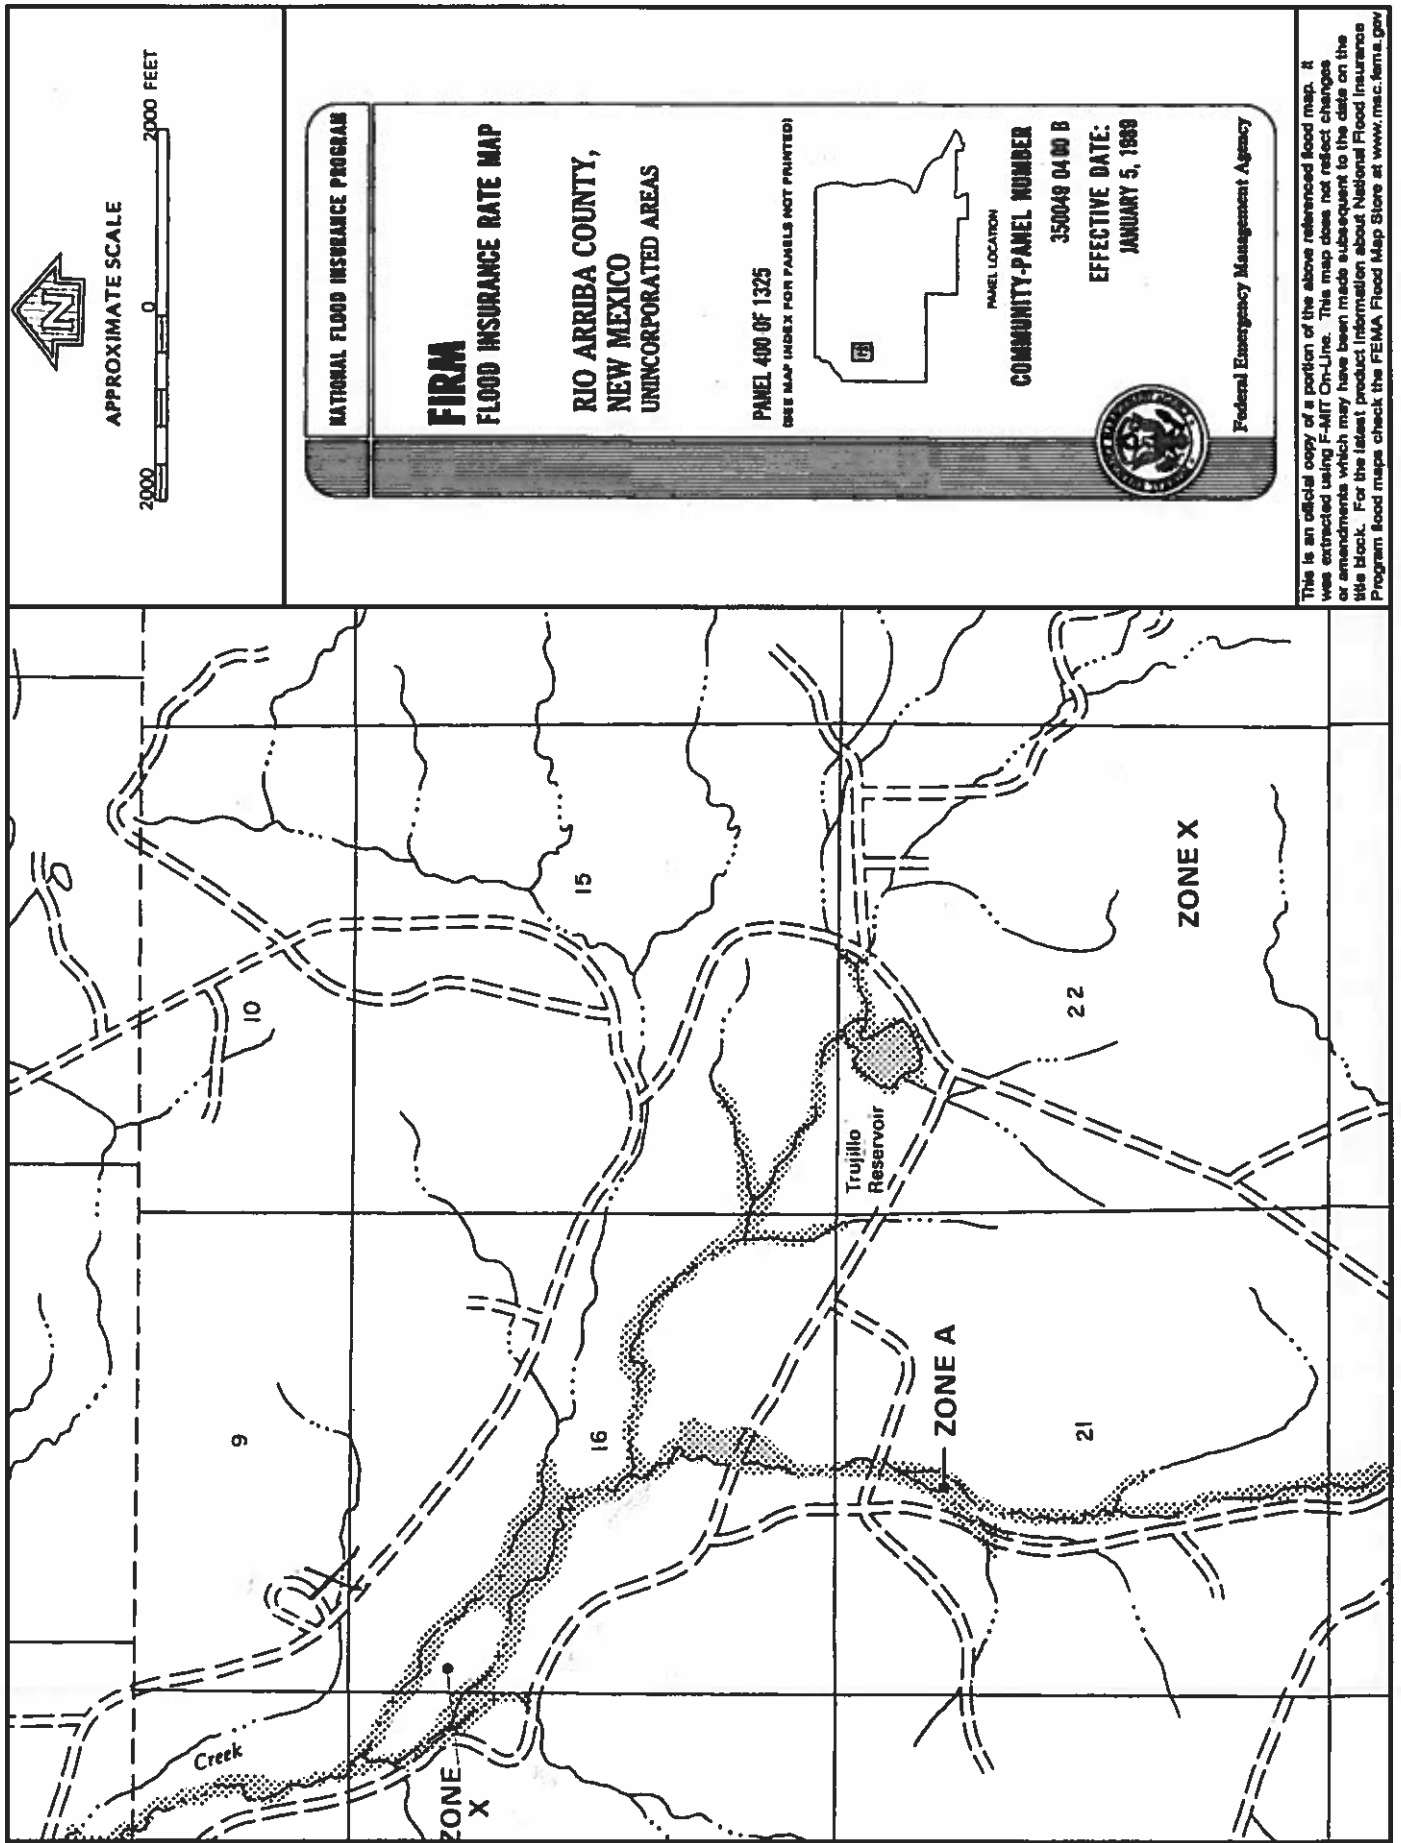 N
APPROXIMATE SCALE
2000 0 2000 FEET
NATIONAL FLOOD INSURANCE PROGRAM
FIRM
FLOOD INSURANCE RATE MAP
RIO ARRIBA COUNTY,
NEW MEXICO
UNINCORPORATED AREAS
PANEL 400 OF 1325
(SEE MAP INDEX FOR PANELS NOT PRINTED)
PANEL LOCATION
COMMUNITY-PANEL NUMBER
350049 0400 B
EFFECTIVE DATE:
JANUARY 5, 1989
Federal Emergency Management Agency
This is an official copy of a portion of the above referenced flood map. It
was extracted using F-MIT On-Line. This map does not reflect changes
or amendments which may have been made subsequent to the date on the
title block. For the latest product information about National Flood Insurance
Program flood maps check the FEMA Flood Map Store at www.msc.fema.gov
Creek
9
10
15
16
ZONE
X
Trujillo
Reservoir
ZONE A
21
22
ZONE X